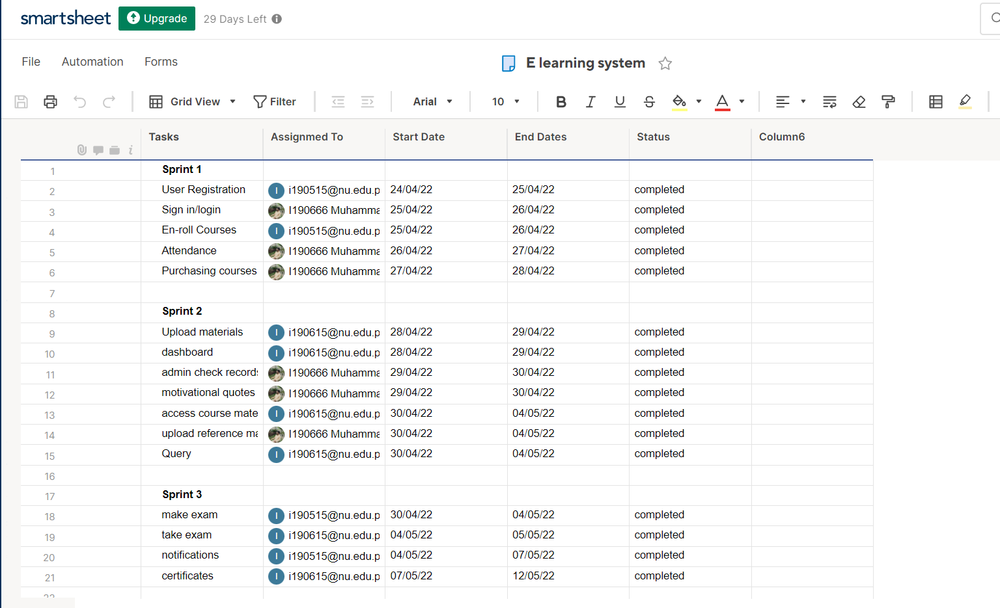 smartsheet Upgrade 29 Days Left
File Automation Forms E learning system
Grid View Filter Arial 10 B I U S A
Tasks Assignmed To Start Date End Dates Status Column6
1 Sprint 1
2 User Registration I i190515@nu.edu.p 24/04/22 25/04/22 completed
3 Sign in/login I190666 Muhamma 25/04/22 26/04/22 completed
4 En-roll Courses I i190515@nu.edu.p 25/04/22 26/04/22 completed
5 Attendance I190666 Muhamma 26/04/22 27/04/22 completed
6 Purchasing courses I190666 Muhamma 27/04/22 28/04/22 completed
7
8 Sprint 2
9 Upload materials I i190615@nu.edu.p 28/04/22 29/04/22 completed
10 dashboard I i190615@nu.edu.p 28/04/22 29/04/22 completed
11 admin check records I190666 Muhamma 29/04/22 30/04/22 completed
12 motivational quotes I190666 Muhamma 29/04/22 30/04/22 completed
13 access course mate I i190615@nu.edu.p 30/04/22 04/05/22 completed
14 upload reference ma I190666 Muhamma 30/04/22 04/05/22 completed
15 Query I i190615@nu.edu.p 30/04/22 04/05/22 completed
16
17 Sprint 3
18 make exam I i190515@nu.edu.p 30/04/22 04/05/22 completed
19 take exam I i190615@nu.edu.p 04/05/22 05/05/22 completed
20 notifications I i190515@nu.edu.p 04/05/22 07/05/22 completed
21 certificates I i190615@nu.edu.p 07/05/22 12/05/22 completed